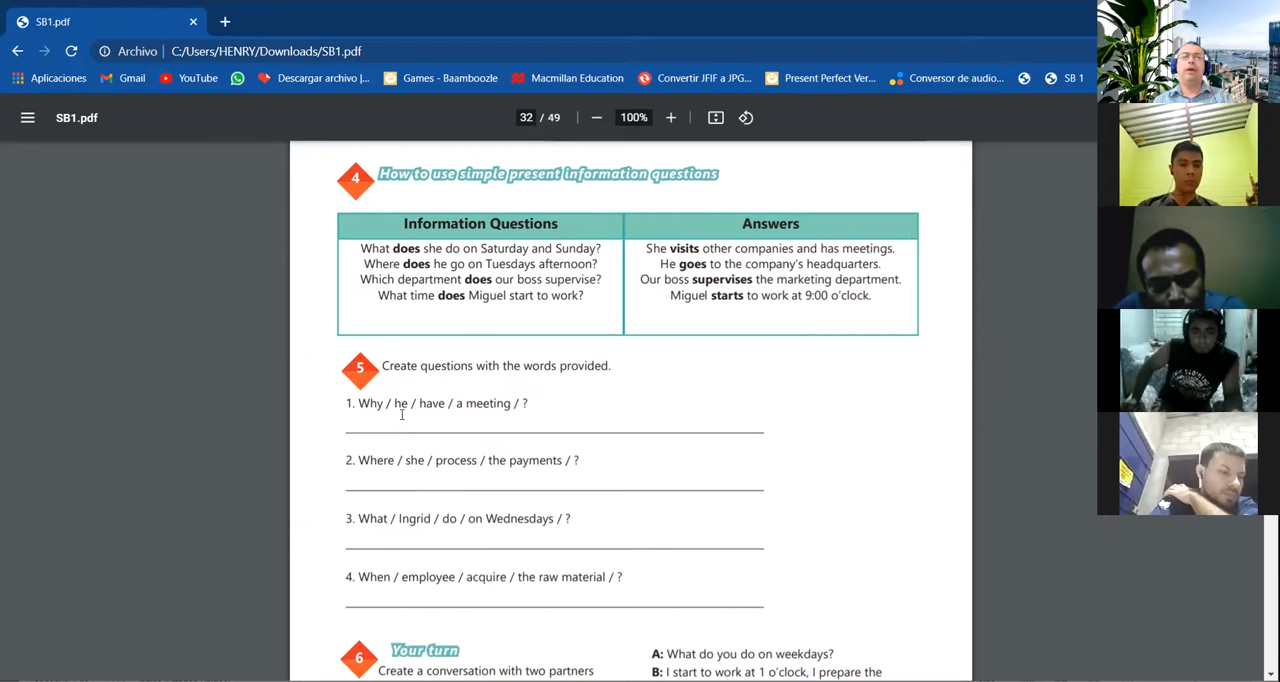 SB1.pdf
Archivo C:/Users/HENRY/Downloads/SB1.pdf
Aplicaciones Gmail YouTube Descargar archivo |... Games - Baamboozle Macmillan Education Convertir JFIF a JPG... Present Perfect Ver... Conversor de audio... SB 1
SB1.pdf 32 / 49 100%
4 How to use simple present information questions
Information Questions Answers
What does she do on Saturday and Sunday? She visits other companies and has meetings.
Where does he go on Tuesdays afternoon? He goes to the company's headquarters.
Which department does our boss supervise? Our boss supervises the marketing department.
What time does Miguel start to work? Miguel starts to work at 9:00 o'clock.
5 Create questions with the words provided.
1. Why / he / have / a meeting / ?
2. Where / she / process / the payments / ?
3. What / Ingrid / do / on Wednesdays / ?
4. When / employee / acquire / the raw material / ?
6 Your turn
Create a conversation with two partners
A: What do you do on weekdays?
B: I start to work at 1 o'clock, I prepare the